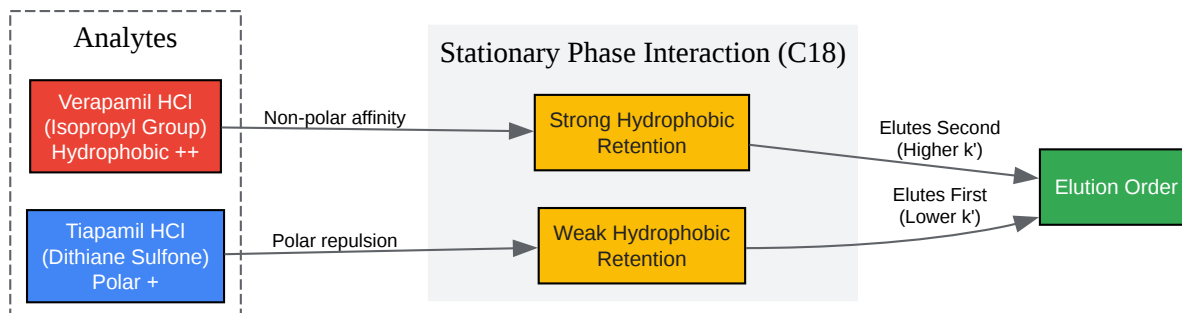 Analytes
Stationary Phase Interaction (C18)
Verapamil HCl
(Isopropyl Group)
Hydrophobic ++
Non-polar affinity
Strong Hydrophobic
Retention
Elutes Second
(Higher k')
Tiapamil HCl
(Dithiane Sulfone)
Polar +
Polar repulsion
Weak Hydrophobic
Retention
Elutes First
(Lower k')
Elution Order